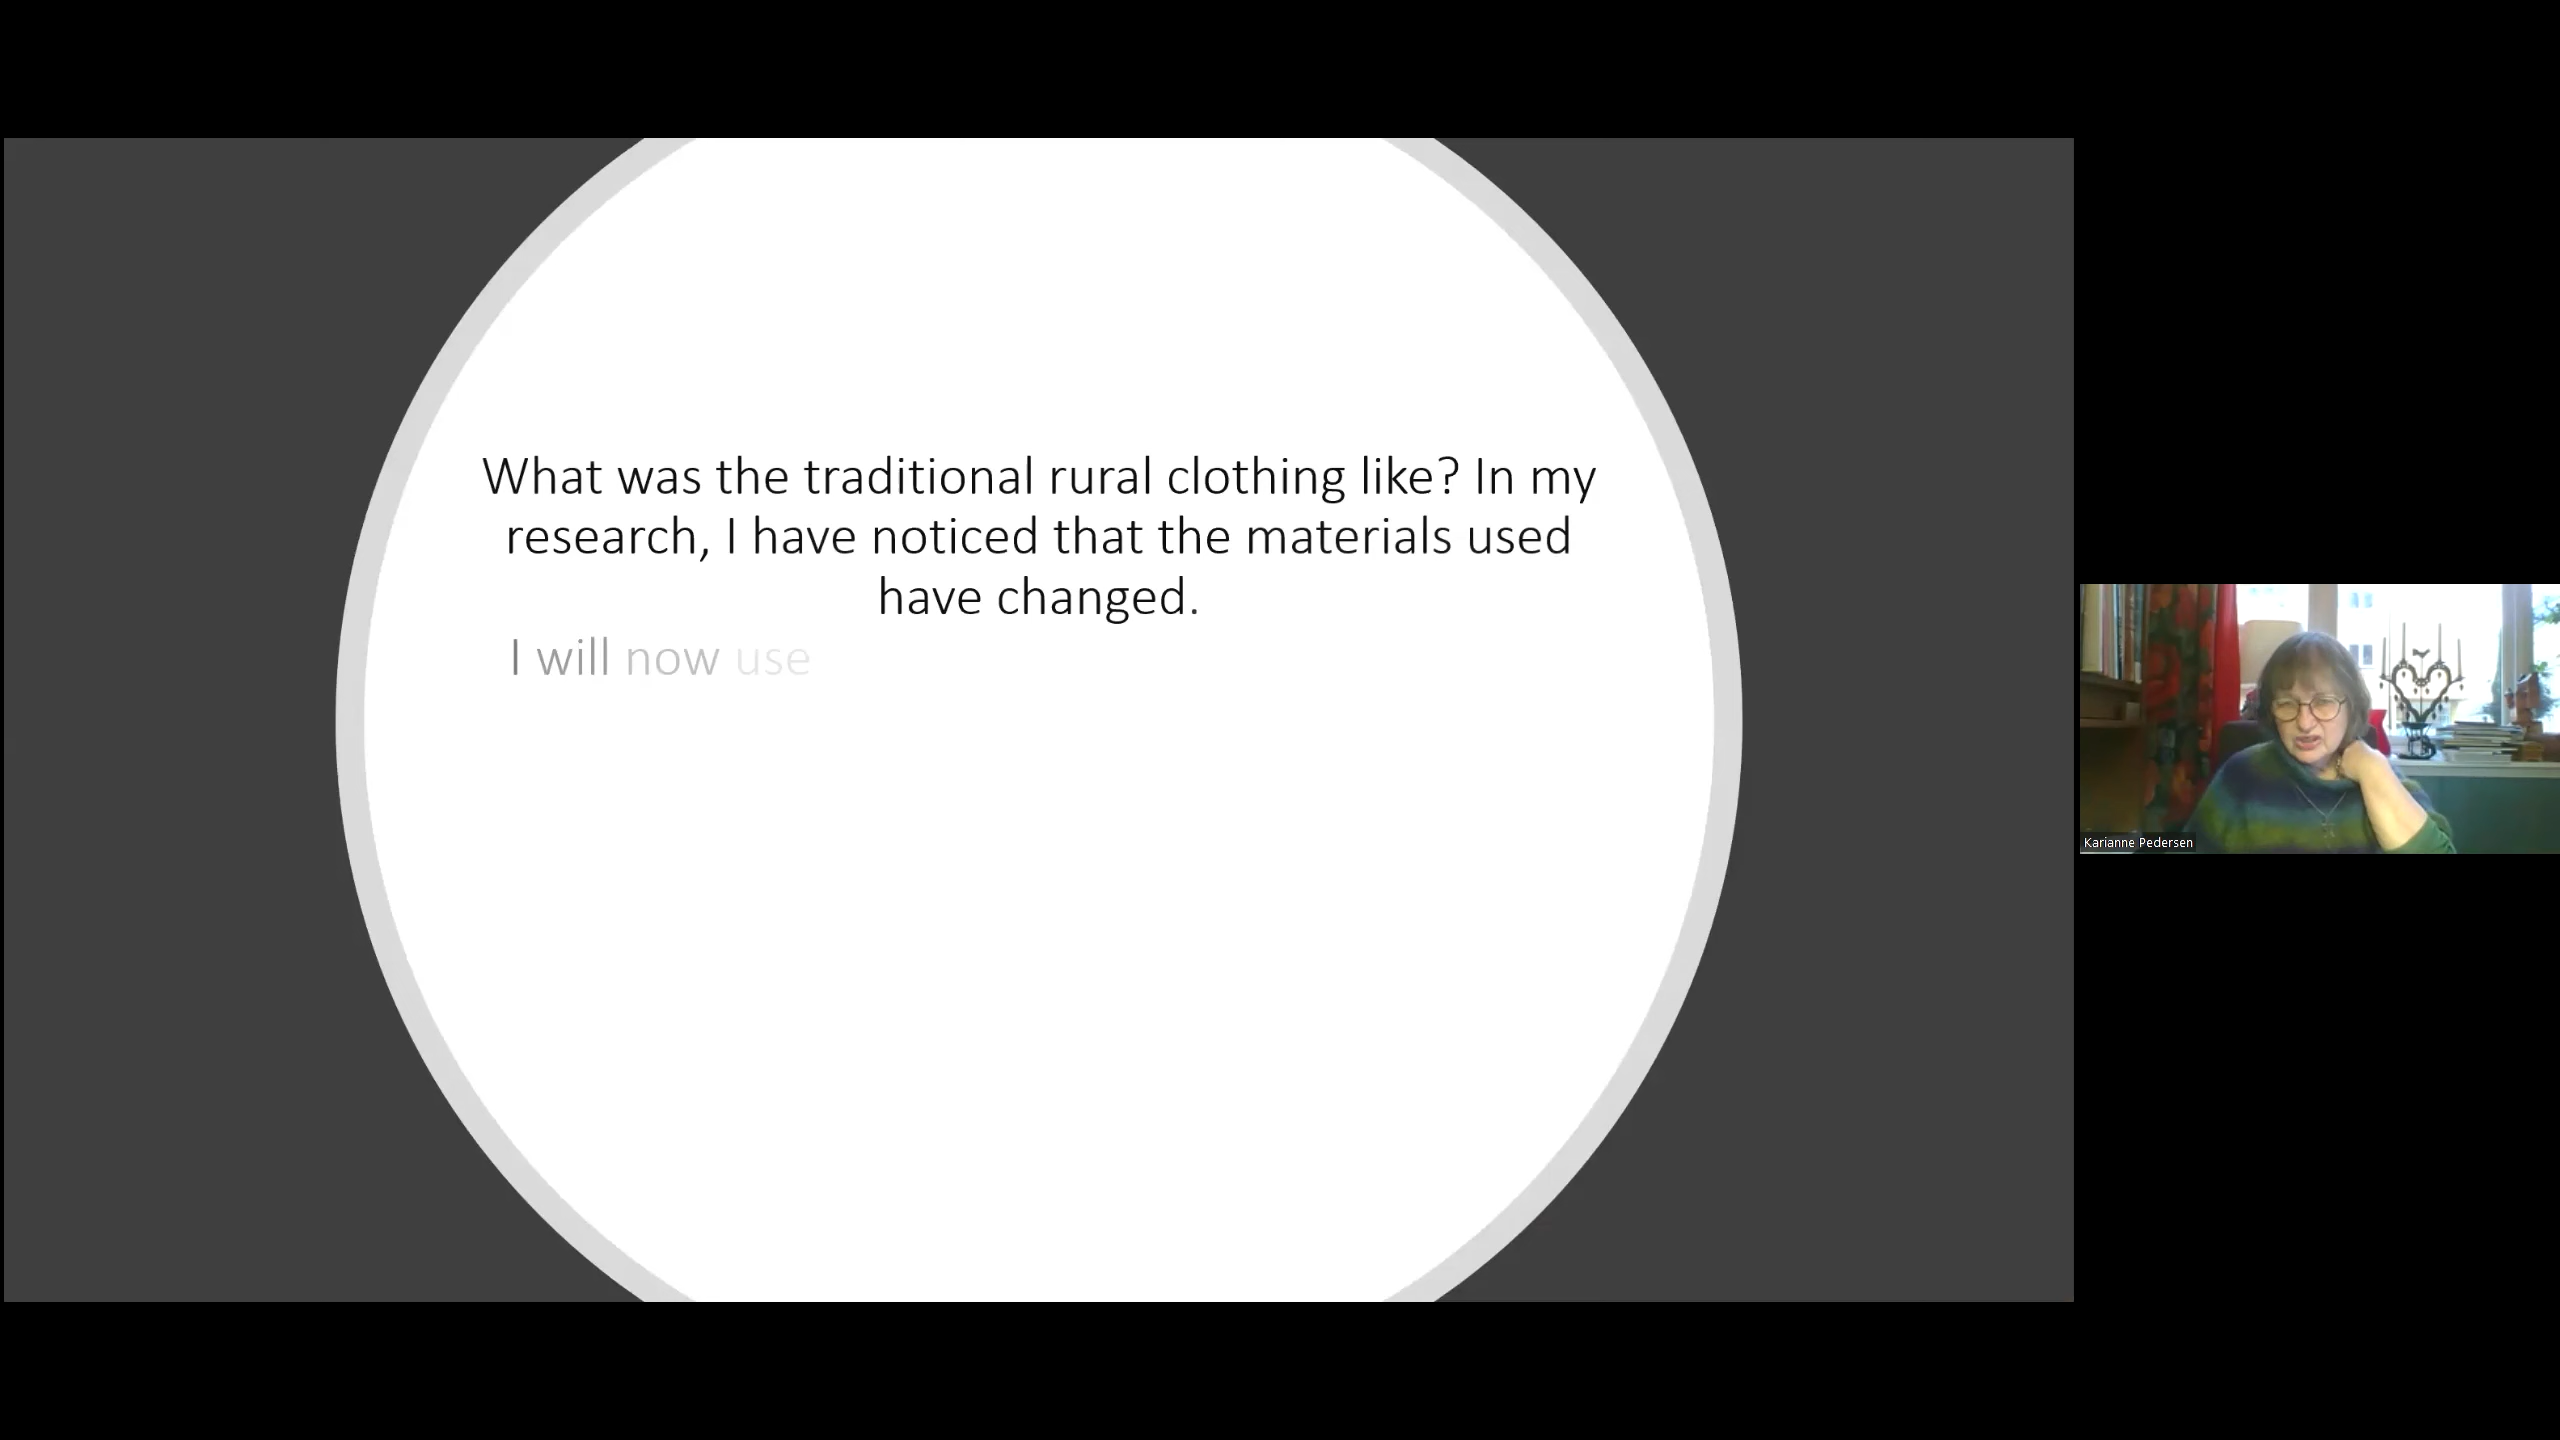 What was the traditional rural clothing like? In my
research, I have noticed that the materials used
have changed.
I will now use
Karianne Pedersen